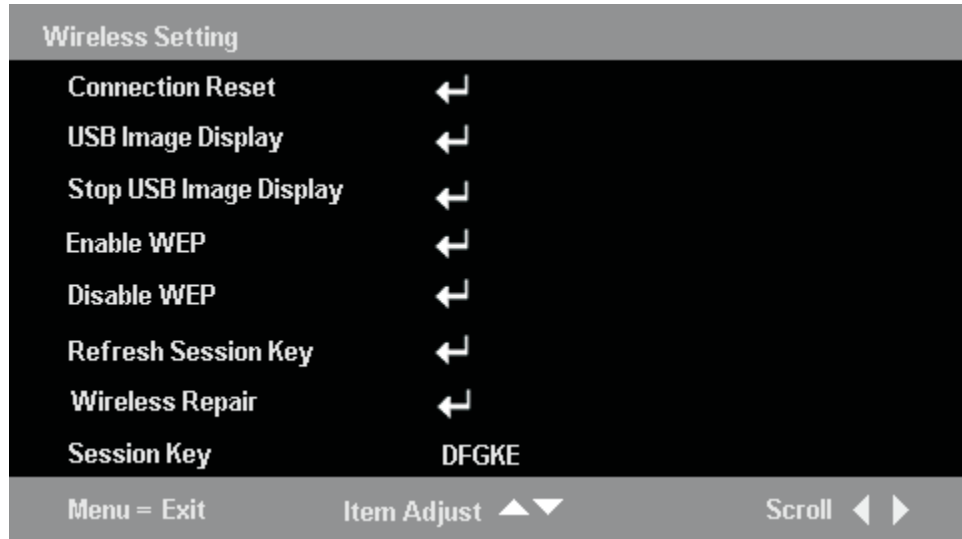 Wireless Setting
Connection Reset
USB Image Display
Stop USB Image Display
Enable WEP
Disable WEP
Refresh Session Key
Wireless Repair
Session Key DFGKE
Menu = Exit Item Adjust Scroll